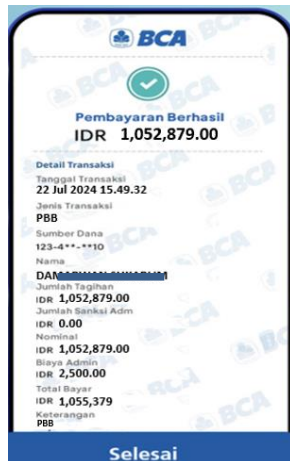 BCA
Pembayaran Berhasil
IDR 1,052,879.00
Detail Transaksi
Tanggal Transaksi
22 Jul 2024 15.49.32
Jenis Transaksi
PBB
Sumber Dana
123-4**-**10
Nama
Jumlah Tagihan
IDR 1,052,879.00
Jumlah Sanksi Adm
IDR 0.00
Nominal
IDR 1,052,879.00
Biaya Admin
IDR 2,500.00
Total Bayar
IDR 1,055,379
Keterangan
PBB
Selesai